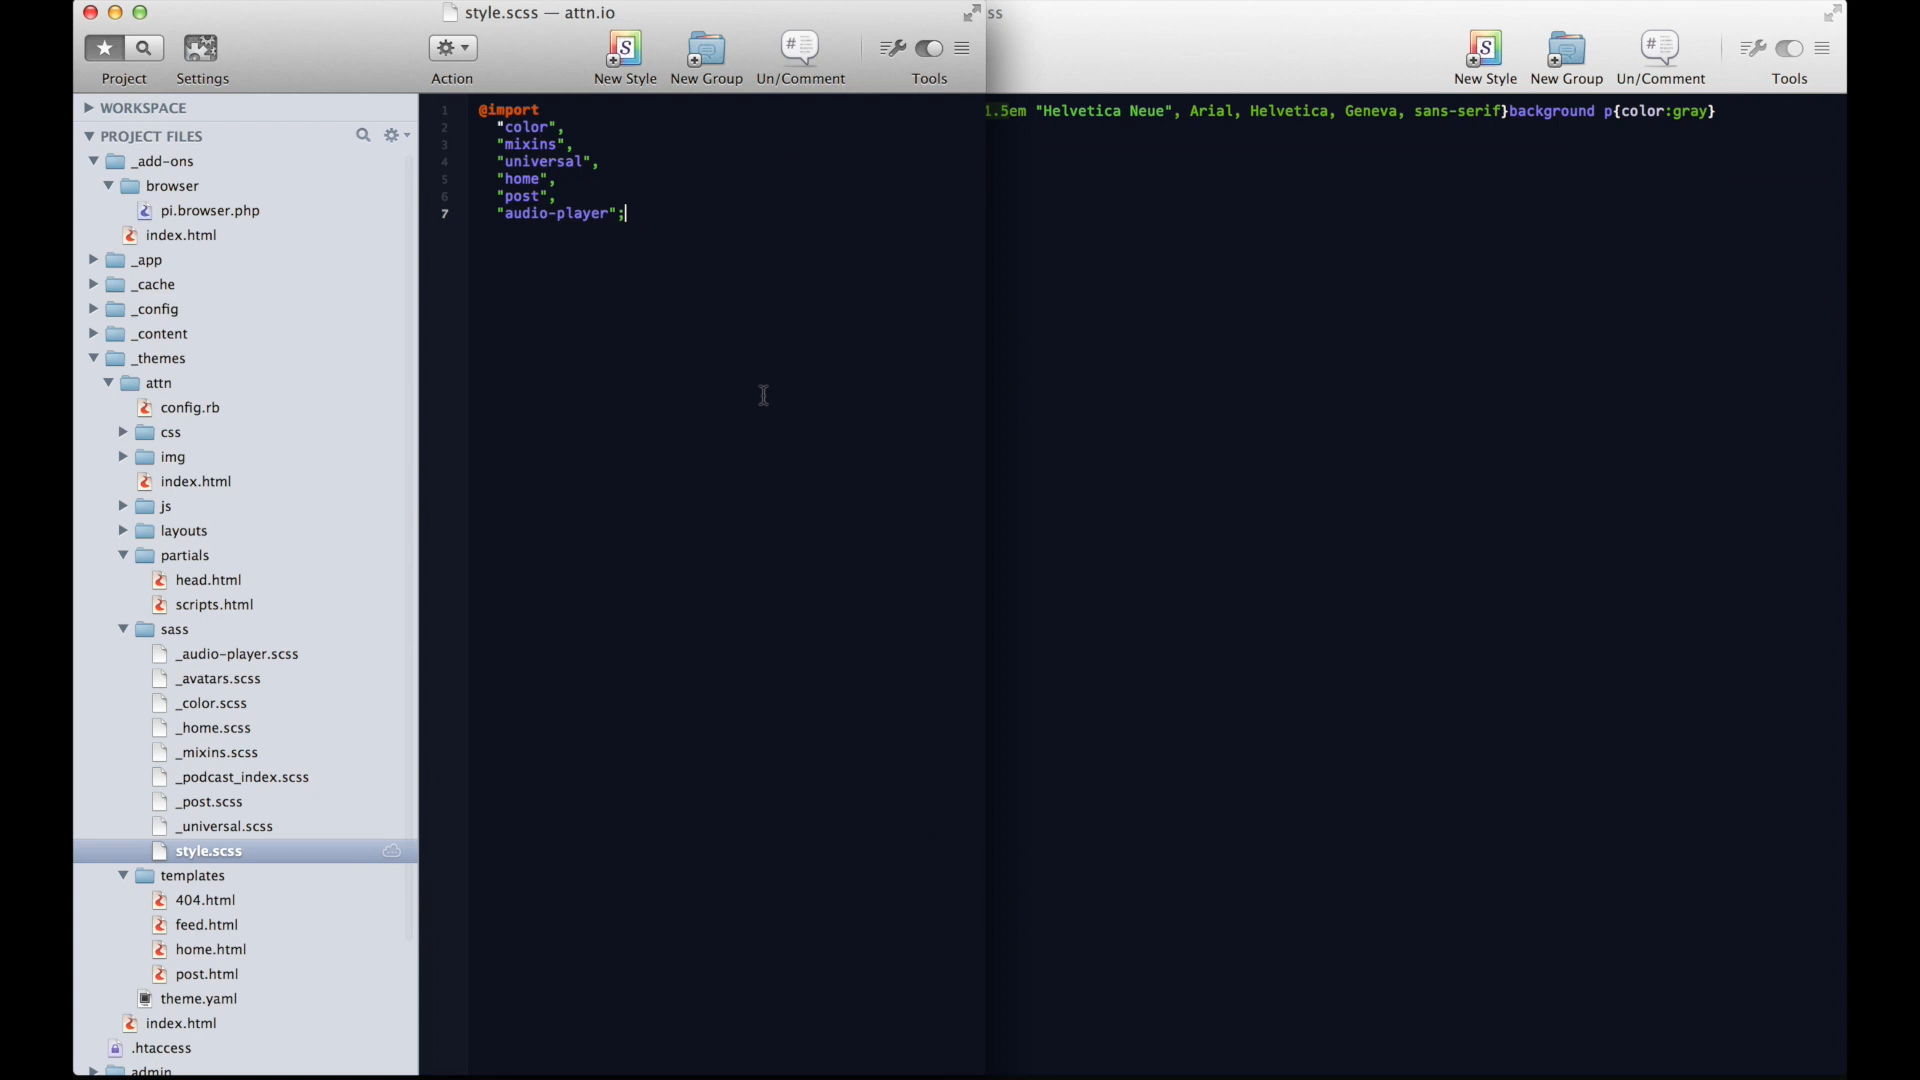 style.scss — attn.io
ss
Project
Settings
Action
New Style
New Group
Un/Comment
Tools
New Style
New Group
Un/Comment
Tools
WORKSPACE
PROJECT FILES
_add-ons
browser
pi.browser.php
index.html
_app
_cache
_config
_content
_themes
attn
config.rb
css
img
index.html
js
layouts
partials
head.html
scripts.html
sass
_audio-player.scss
_avatars.scss
_color.scss
_home.scss
_mixins.scss
_podcast_index.scss
_post.scss
_universal.scss
style.scss
templates
404.html
feed.html
home.html
post.html
theme.yaml
index.html
.htaccess
admin
1 @import
2 "color",
3 "mixins",
4 "universal",
5 "home",
6 "post",
7 "audio-player";
1.5em "Helvetica Neue", Arial, Helvetica, Geneva, sans-serif}background p{color:gray}